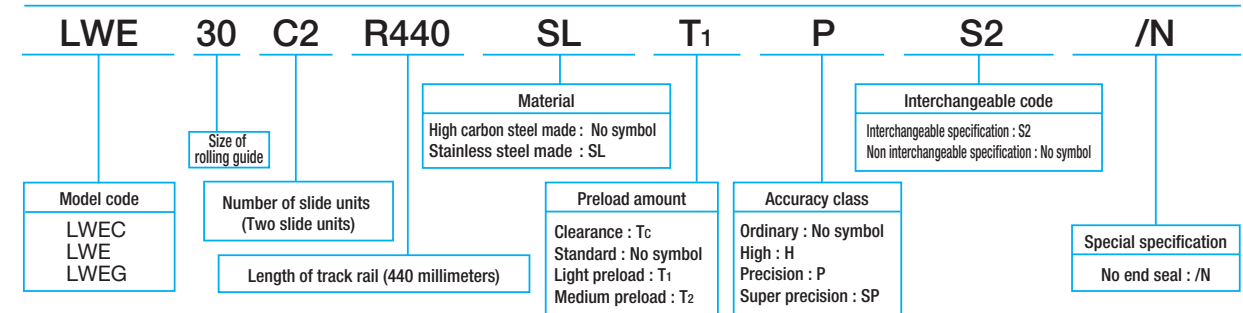 LWE 30 C2 R440 SL T1 P S2 /N
Material
High carbon steel made : No symbol
Stainless steel made : SL
Interchangeable code
Interchangeable specification : S2
Non interchangeable specification : No symbol
Size of
rolling guide
Model code
LWEC
LWE
LWEG
Number of slide units
(Two slide units)
Length of track rail (440 millimeters)
Preload amount
Clearance : Tc
Standard : No symbol
Light preload : T1
Medium preload : T2
Accuracy class
Ordinary : No symbol
High : H
Precision : P
Super precision : SP
Special specification
No end seal : /N